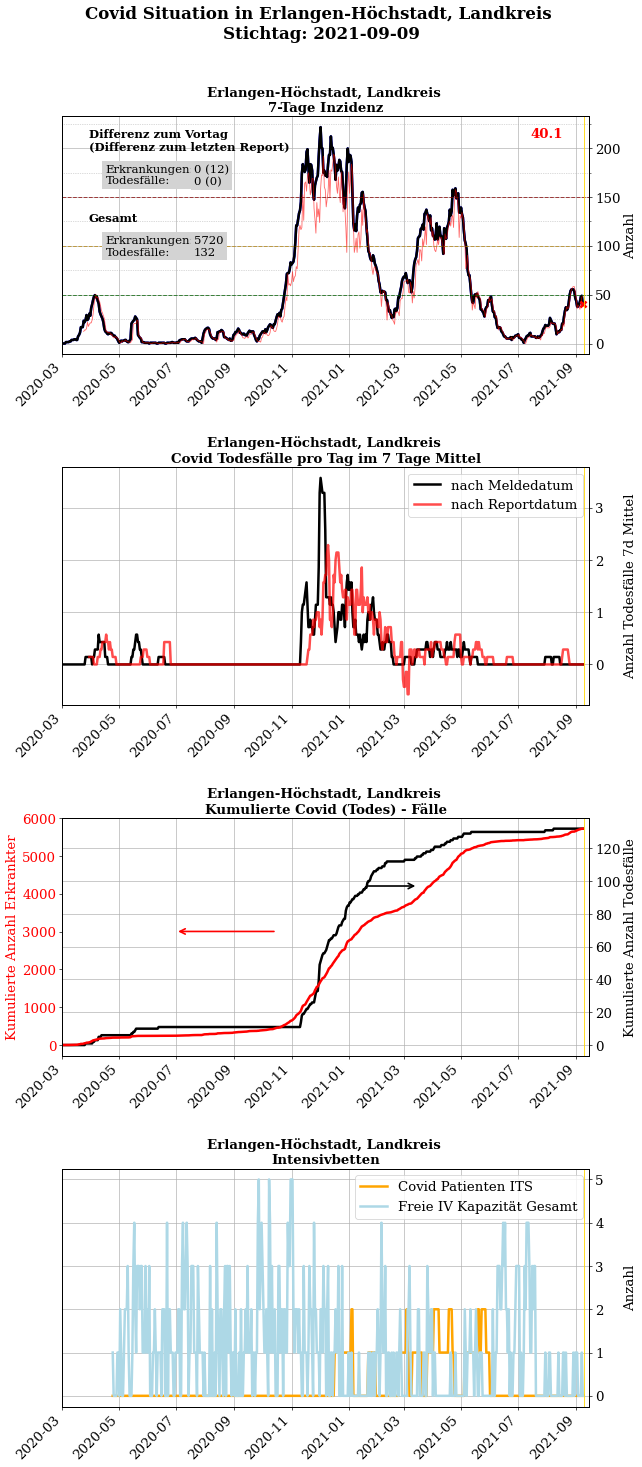 Covid Situation in Erlangen-Höchstadt, Landkreis
Stichtag: 2021-09-09
Erlangen-Höchstadt, Landkreis
7-Tage Inzidenz
Differenz zum Vortag
(Differenz zum letzten Report)
Erkrankungen 0 (12)
Todesfälle: 0 (0)
Gesamt
Erkrankungen 5720
Todesfälle: 132
40.1
200
150
100
50
0
Anzahl
2020-03
2020-05
2020-07
2020-09
2020-11
2021-01
2021-03
2021-05
2021-07
2021-09
Erlangen-Höchstadt, Landkreis
Covid Todesfälle pro Tag im 7 Tage Mittel
nach Meldedatum
nach Reportdatum
3
2
1
0
Anzahl Todesfälle 7d Mittel
2020-03
2020-05
2020-07
2020-09
2020-11
2021-01
2021-03
2021-05
2021-07
2021-09
Erlangen-Höchstadt, Landkreis
Kumulierte Covid (Todes) - Fälle
Kumulierte Anzahl Erkrankter
6000
5000
4000
3000
2000
1000
0
120
100
80
60
40
20
0
Kumulierte Anzahl Todesfälle
2020-03
2020-05
2020-07
2020-09
2020-11
2021-01
2021-03
2021-05
2021-07
2021-09
Erlangen-Höchstadt, Landkreis
Intensivbetten
Covid Patienten ITS
Freie IV Kapazität Gesamt
5
4
3
2
1
0
Anzahl
2020-03
2020-05
2020-07
2020-09
2020-11
2021-01
2021-03
2021-05
2021-07
2021-09